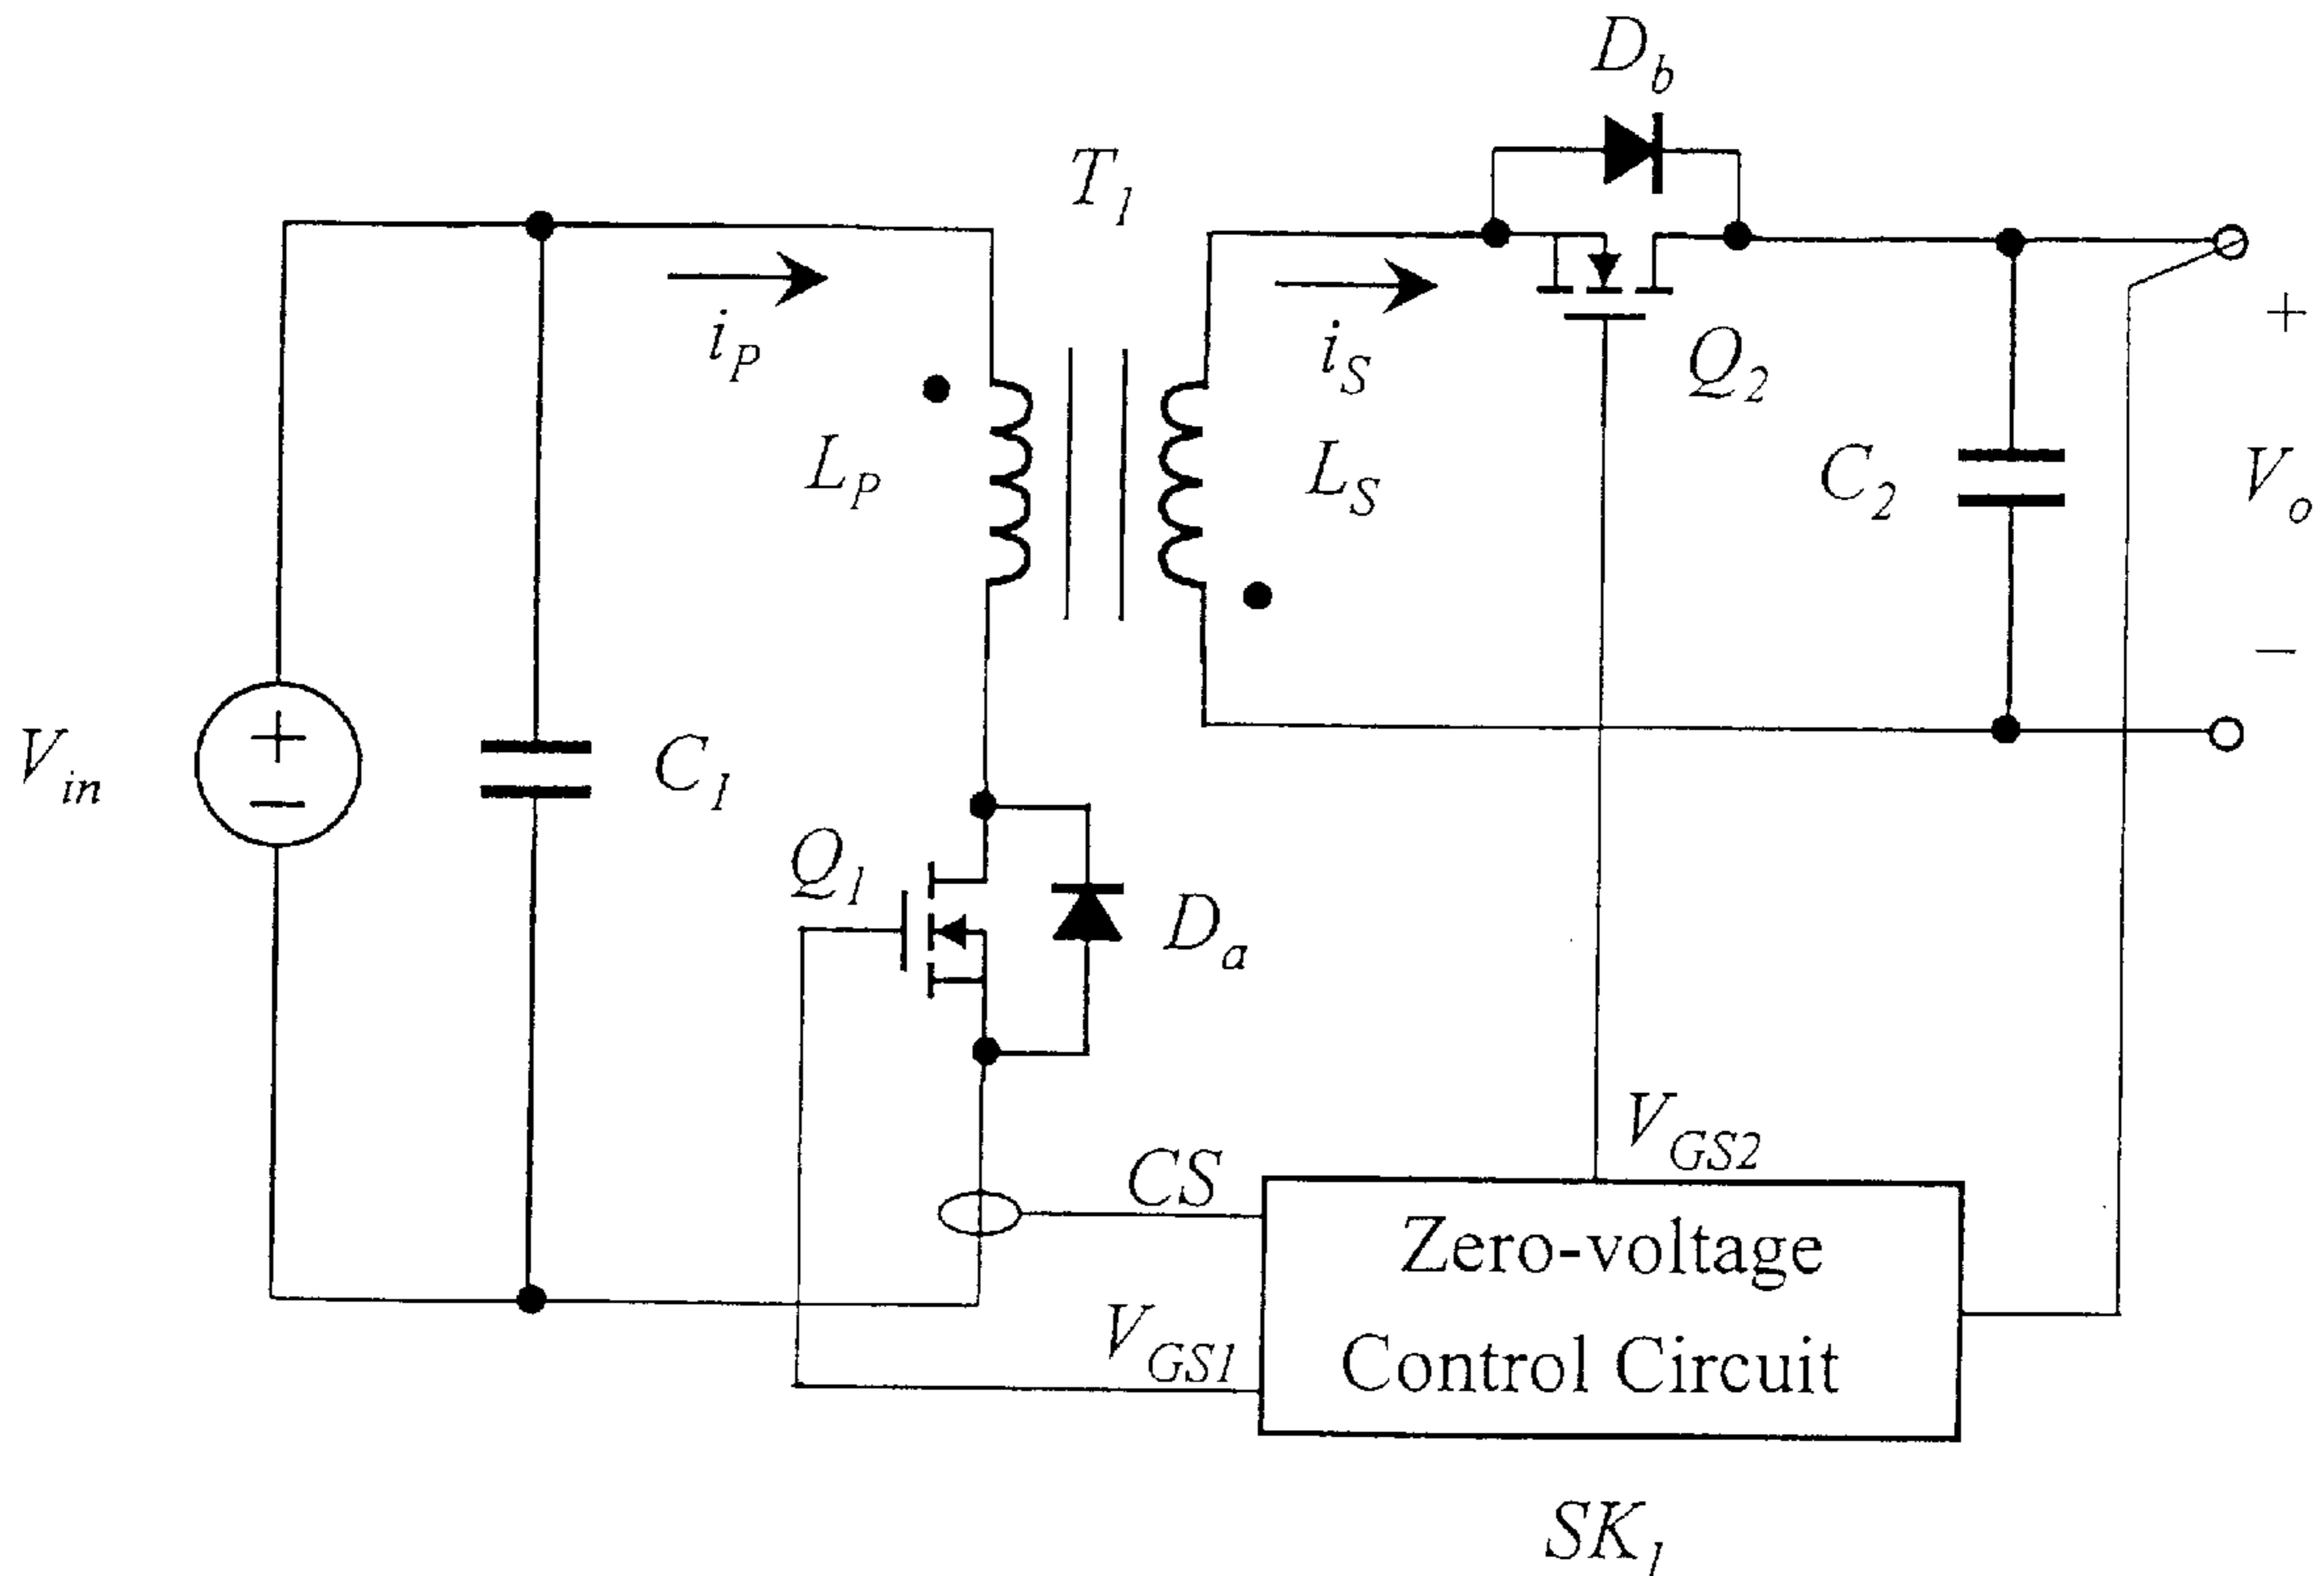 D_b
T_1
i_P
i_S
Q_2
L_P
L_S
C_2
+
V_o
−
V_in
+
−
C_1
Q_1
D_a
V_GS2
CS
Zero-voltage
Control Circuit
V_GS1
SK_1